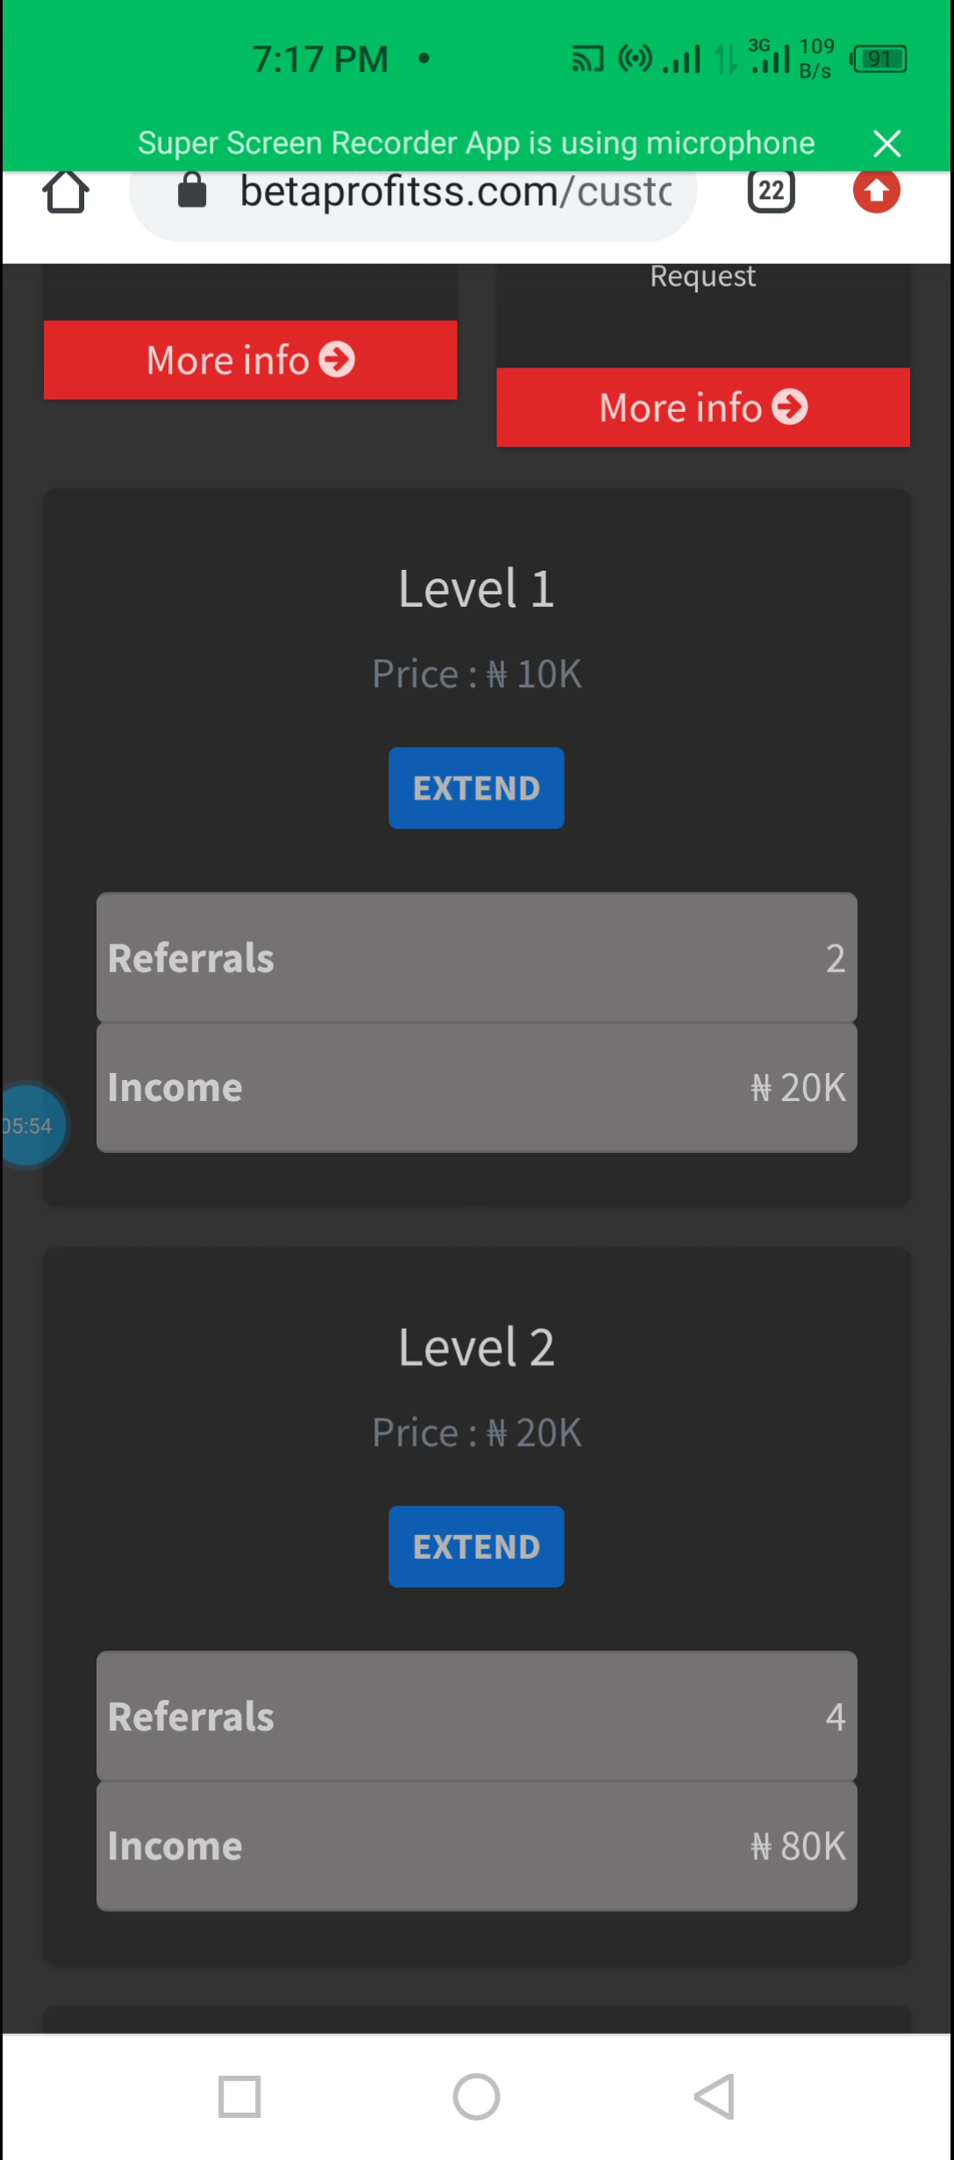 7:17 PM
3G
109
B/s
91
Super Screen Recorder App is using microphone
betaprofitss.com/custo
22
Request
More info
More info
Level 1
Price : ₦ 10K
EXTEND
Referrals 2
Income ₦ 20K
05:54
Level 2
Price : ₦ 20K
EXTEND
Referrals 4
Income ₦ 80K